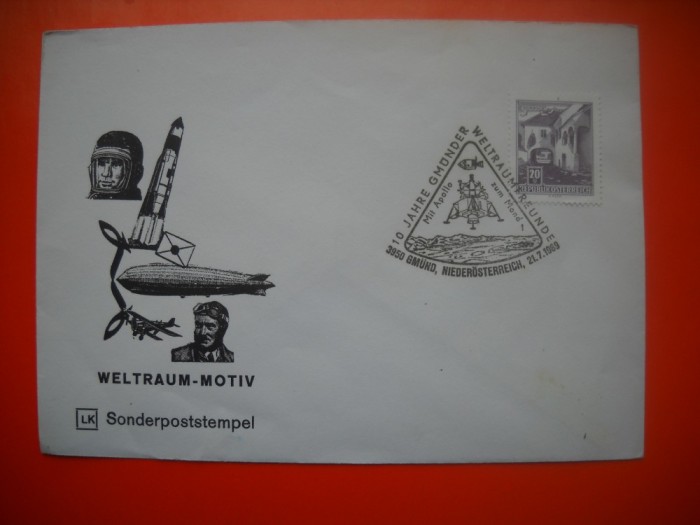 10 JAHRE GMÜNDER WELTRAUMFREUNDE
Mit Apollo zum Mond !
3950 GMÜND, NIEDERÖSTERREICH, 21.7.1969
20
REPUBLIK ÖSTERREICH
WELTRAUM-MOTIV
LK Sonderpoststempel